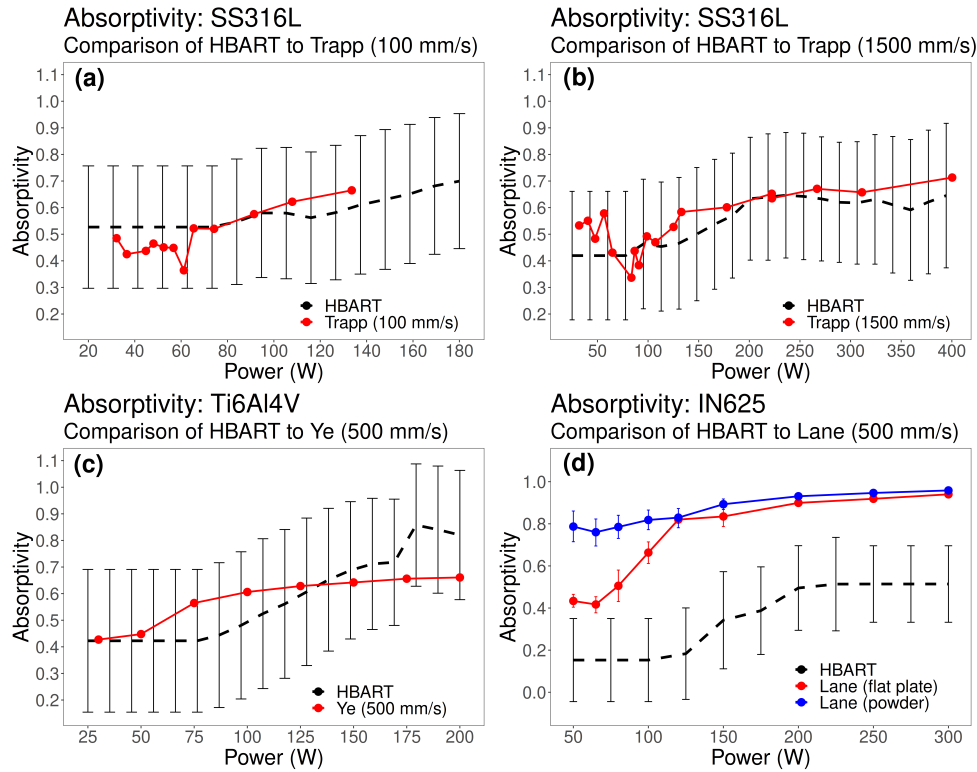 Absorptivity: SS316L
Comparison of HBART to Trapp (100 mm/s)
(a)
1.1
1.0
0.9
0.8
0.7
0.6
0.5
0.4
0.3
0.2
Absorptivity
HBART
Trapp (100 mm/s)
20 40 60 80 100 120 140 160 180
Power (W)
Absorptivity: SS316L
Comparison of HBART to Trapp (1500 mm/s)
(b)
1.1
1.0
0.9
0.8
0.7
0.6
0.5
0.4
0.3
0.2
Absorptivity
HBART
Trapp (1500 mm/s)
50 100 150 200 250 300 350 400
Power (W)
Absorptivity: Ti6Al4V
Comparison of HBART to Ye (500 mm/s)
(c)
1.1
1.0
0.9
0.8
0.7
0.6
0.5
0.4
0.3
0.2
Absorptivity
HBART
Ye (500 mm/s)
25 50 75 100 125 150 175 200
Power (W)
Absorptivity: IN625
Comparison of HBART to Lane (500 mm/s)
(d)
1.0
0.8
0.6
0.4
0.2
0.0
Absorptivity
HBART
Lane (flat plate)
Lane (powder)
50 100 150 200 250 300
Power (W)